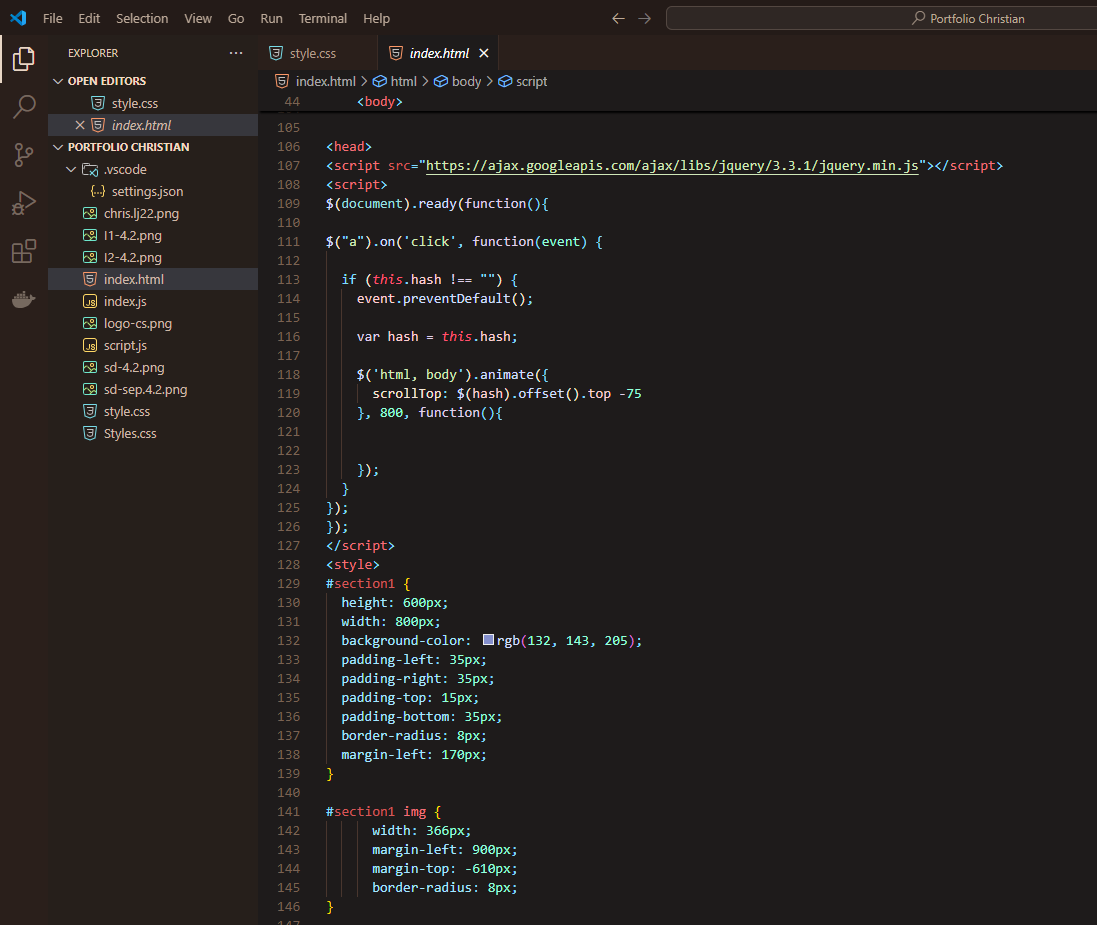 File Edit Selection View Go Run Terminal Help
Portfolio Christian
EXPLORER
OPEN EDITORS
style.css
index.html
PORTFOLIO CHRISTIAN
.vscode
settings.json
chris.lj22.png
l1-4.2.png
l2-4.2.png
index.html
index.js
logo-cs.png
script.js
sd-4.2.png
sd-sep.4.2.png
style.css
Styles.css
style.css index.html
index.html > html > body > script
44 <body>
105
106 <head>
107 <script src="https://ajax.googleapis.com/ajax/libs/jquery/3.3.1/jquery.min.js"></script>
108 <script>
109 $(document).ready(function(){
110
111 $("a").on('click', function(event) {
112
113 if (this.hash !== "") {
114 event.preventDefault();
115
116 var hash = this.hash;
117
118 $('html, body').animate({
119 scrollTop: $(hash).offset().top -75
120 }, 800, function(){
121
122
123 });
124 }
125 });
126 });
127 </script>
128 <style>
129 #section1 {
130 height: 600px;
131 width: 800px;
132 background-color: rgb(132, 143, 205);
133 padding-left: 35px;
134 padding-right: 35px;
135 padding-top: 15px;
136 padding-bottom: 35px;
137 border-radius: 8px;
138 margin-left: 170px;
139 }
140
141 #section1 img {
142 width: 366px;
143 margin-left: 900px;
144 margin-top: -610px;
145 border-radius: 8px;
146 }
147